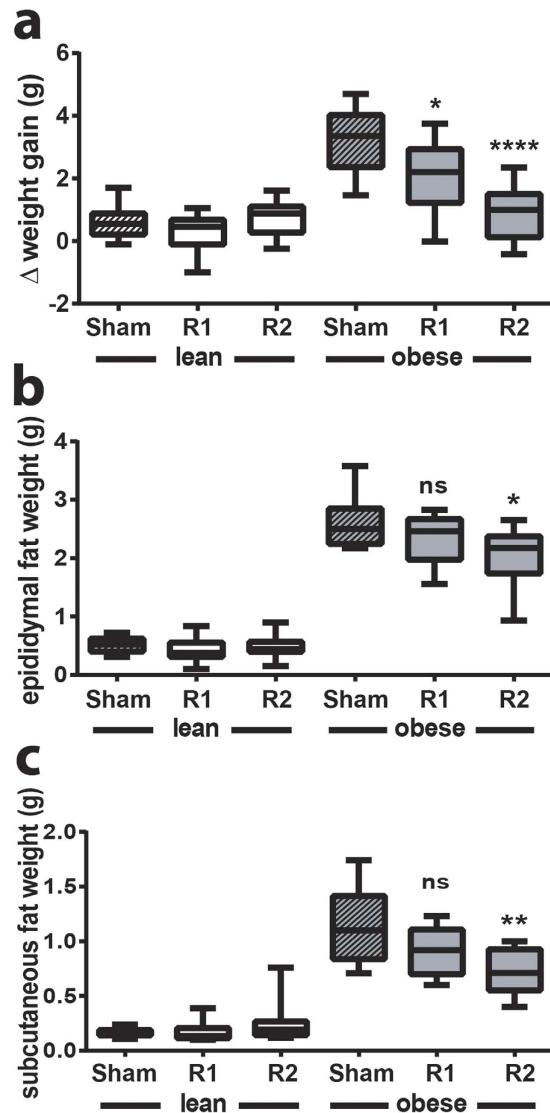 a
Δ weight gain (g)
6
4
2
0
-2
* ****
Sham R1 R2 Sham R1 R2
lean obese
b
epididymal fat weight (g)
4
3
2
1
0
ns *
Sham R1 R2 Sham R1 R2
lean obese
c
subcutaneous fat weight (g)
2.0
1.5
1.0
0.5
0.0
ns **
Sham R1 R2 Sham R1 R2
lean obese